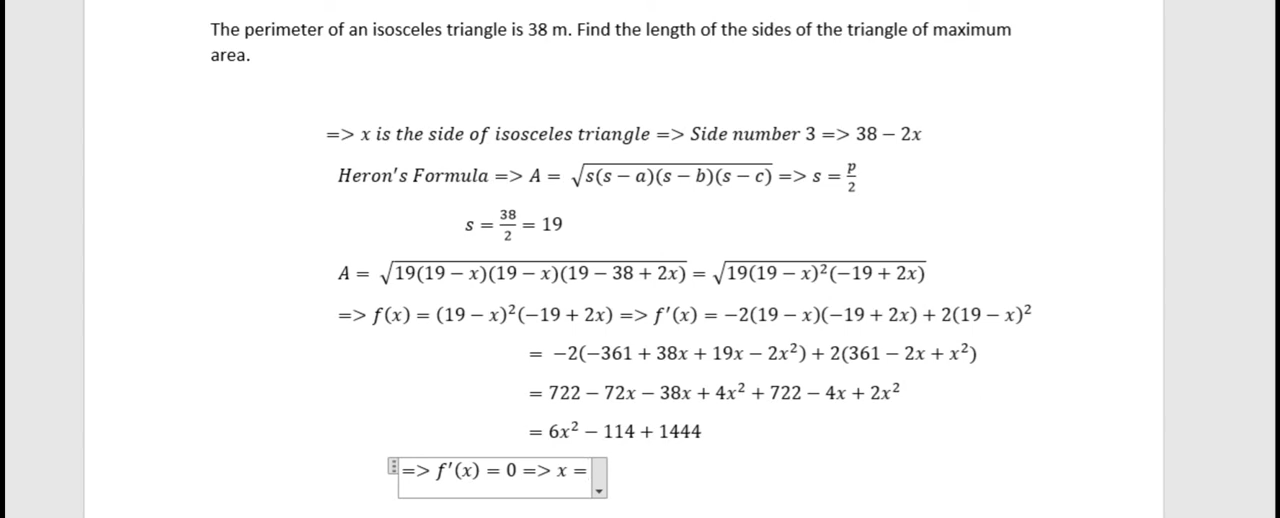 The perimeter of an isosceles triangle is 38 m. Find the length of the sides of the triangle of maximum
area.
=> x is the side of isosceles triangle => Side number 3 => 38 − 2x
Heron's Formula => A = √(s(s − a)(s − b)(s − c)) => s = p/2
s = 38/2 = 19
A = √(19(19 − x)(19 − x)(19 − 38 + 2x)) = √(19(19 − x)²(−19 + 2x))
=> f(x) = (19 − x)²(−19 + 2x) => f′(x) = −2(19 − x)(−19 + 2x) + 2(19 − x)²
= −2(−361 + 38x + 19x − 2x²) + 2(361 − 2x + x²)
= 722 − 72x − 38x + 4x² + 722 − 4x + 2x²
= 6x² − 114 + 1444
=> f′(x) = 0 => x =